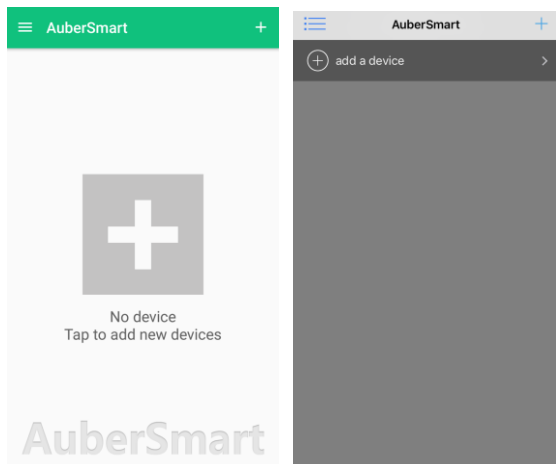 AuberSmart
No device
Tap to add new devices
AuberSmart
AuberSmart
add a device